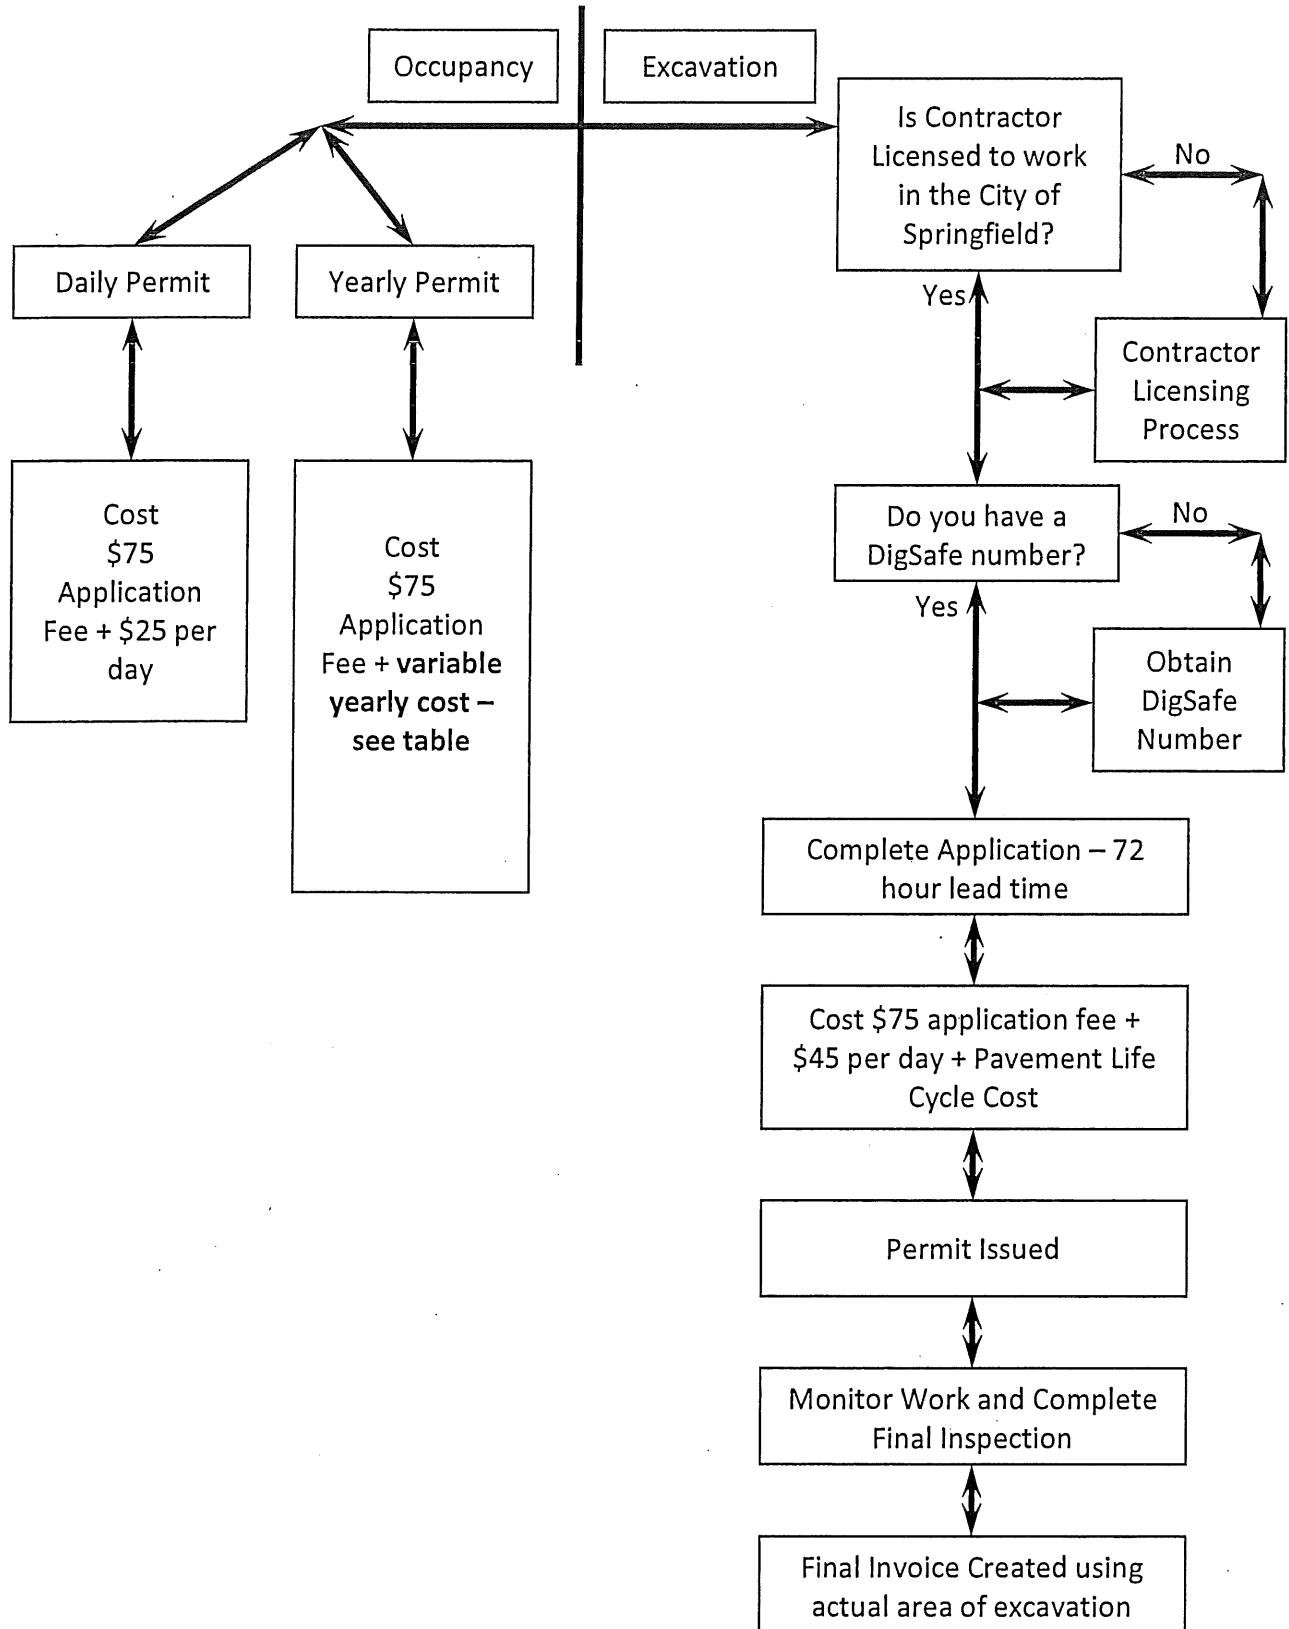 Occupancy
Excavation
Is Contractor
Licensed to work
in the City of
Springfield?
No
Yes
Contractor
Licensing
Process
Daily Permit
Yearly Permit
Cost
$75
Application
Fee + $25 per
day
Cost
$75
Application
Fee + variable
yearly cost –
see table
Do you have a
DigSafe number?
No
Yes
Obtain
DigSafe
Number
Complete Application – 72
hour lead time
Cost $75 application fee +
$45 per day + Pavement Life
Cycle Cost
Permit Issued
Monitor Work and Complete
Final Inspection
Final Invoice Created using
actual area of excavation